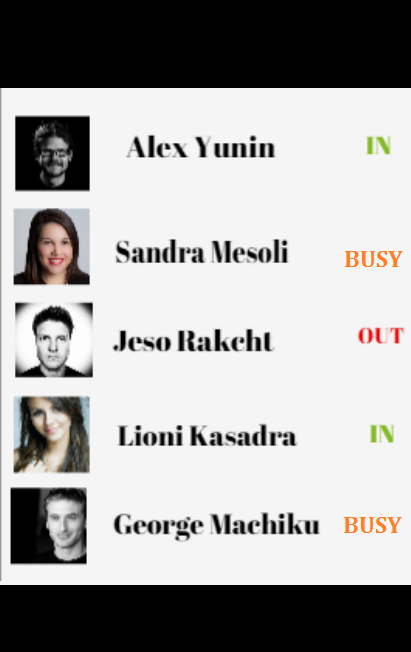 Alex Yunin IN
Sandra Mesoli BUSY
Jeso Rakcht OUT
Lioni Kasadra IN
George Machiku BUSY